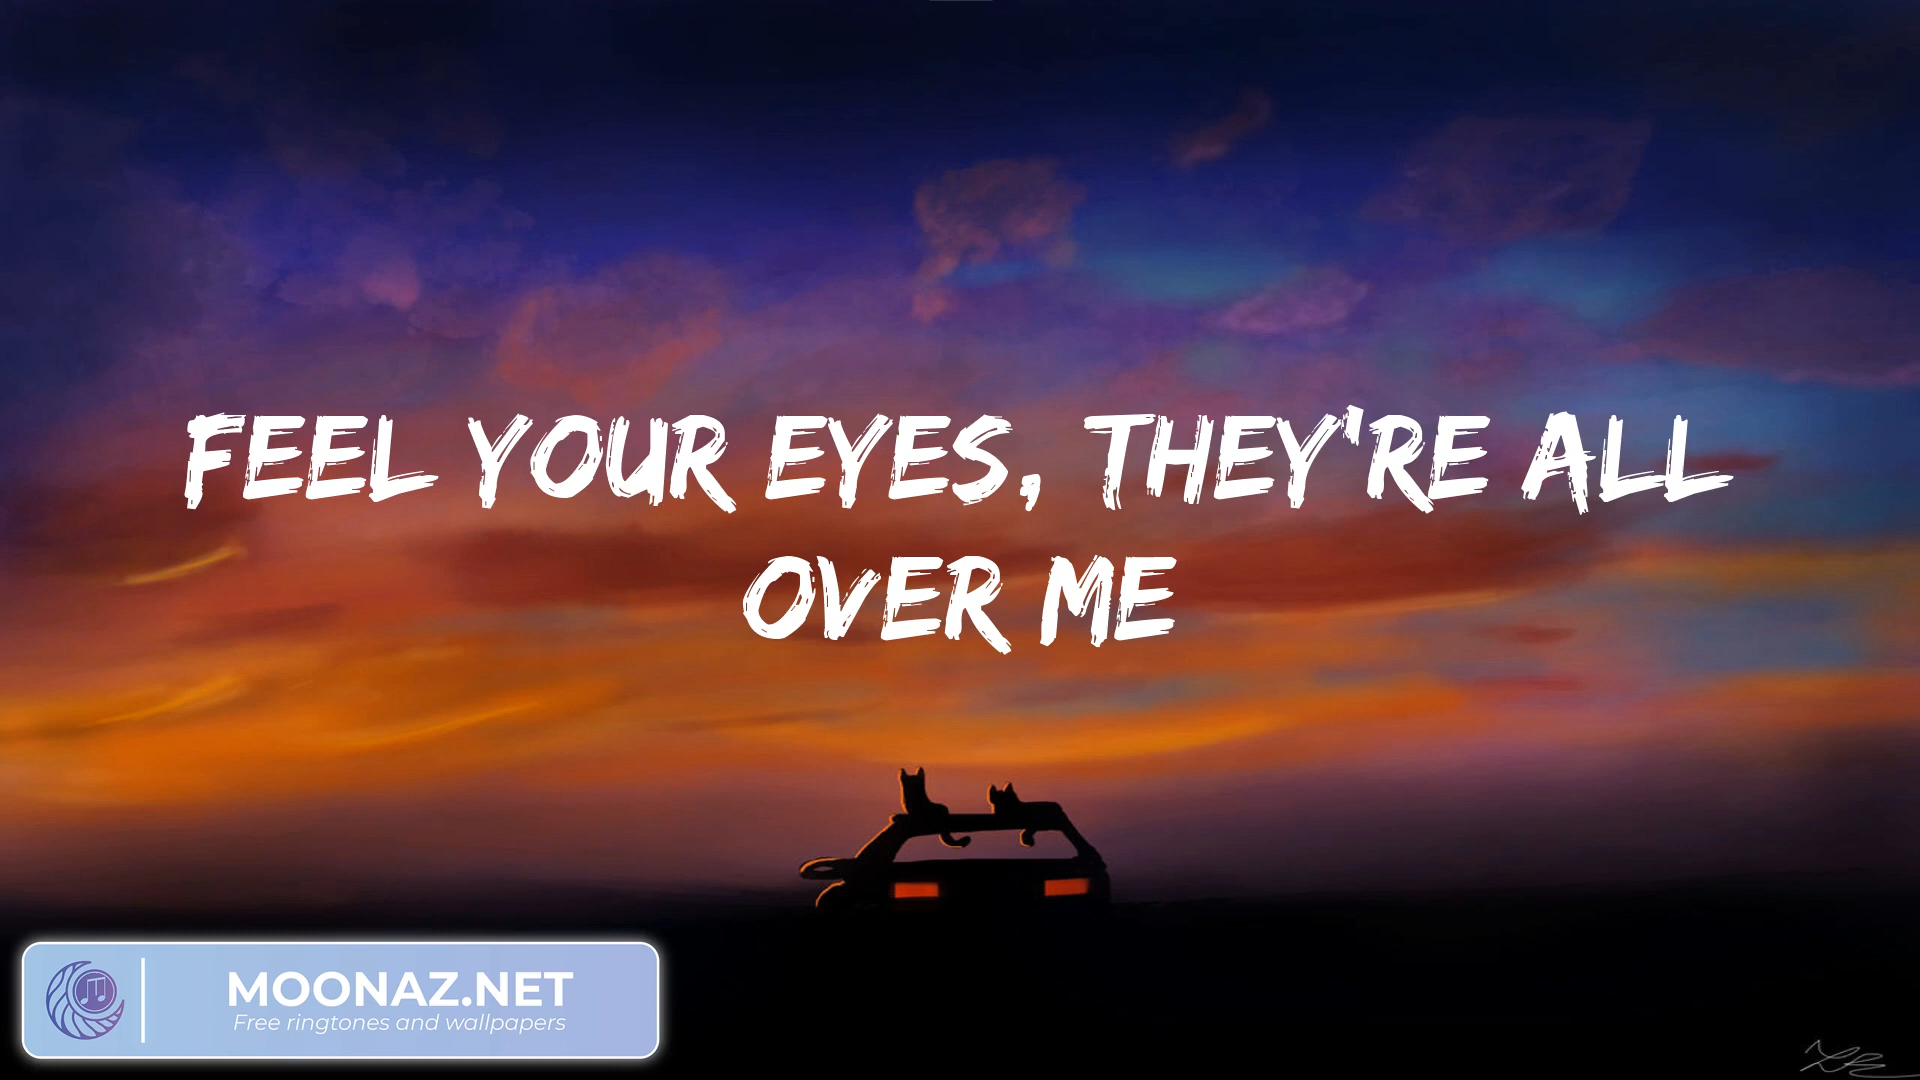 FEEL YOUR EYES, THEY'RE ALL
OVER ME
MOONAZ.NET
Free ringtones and wallpapers